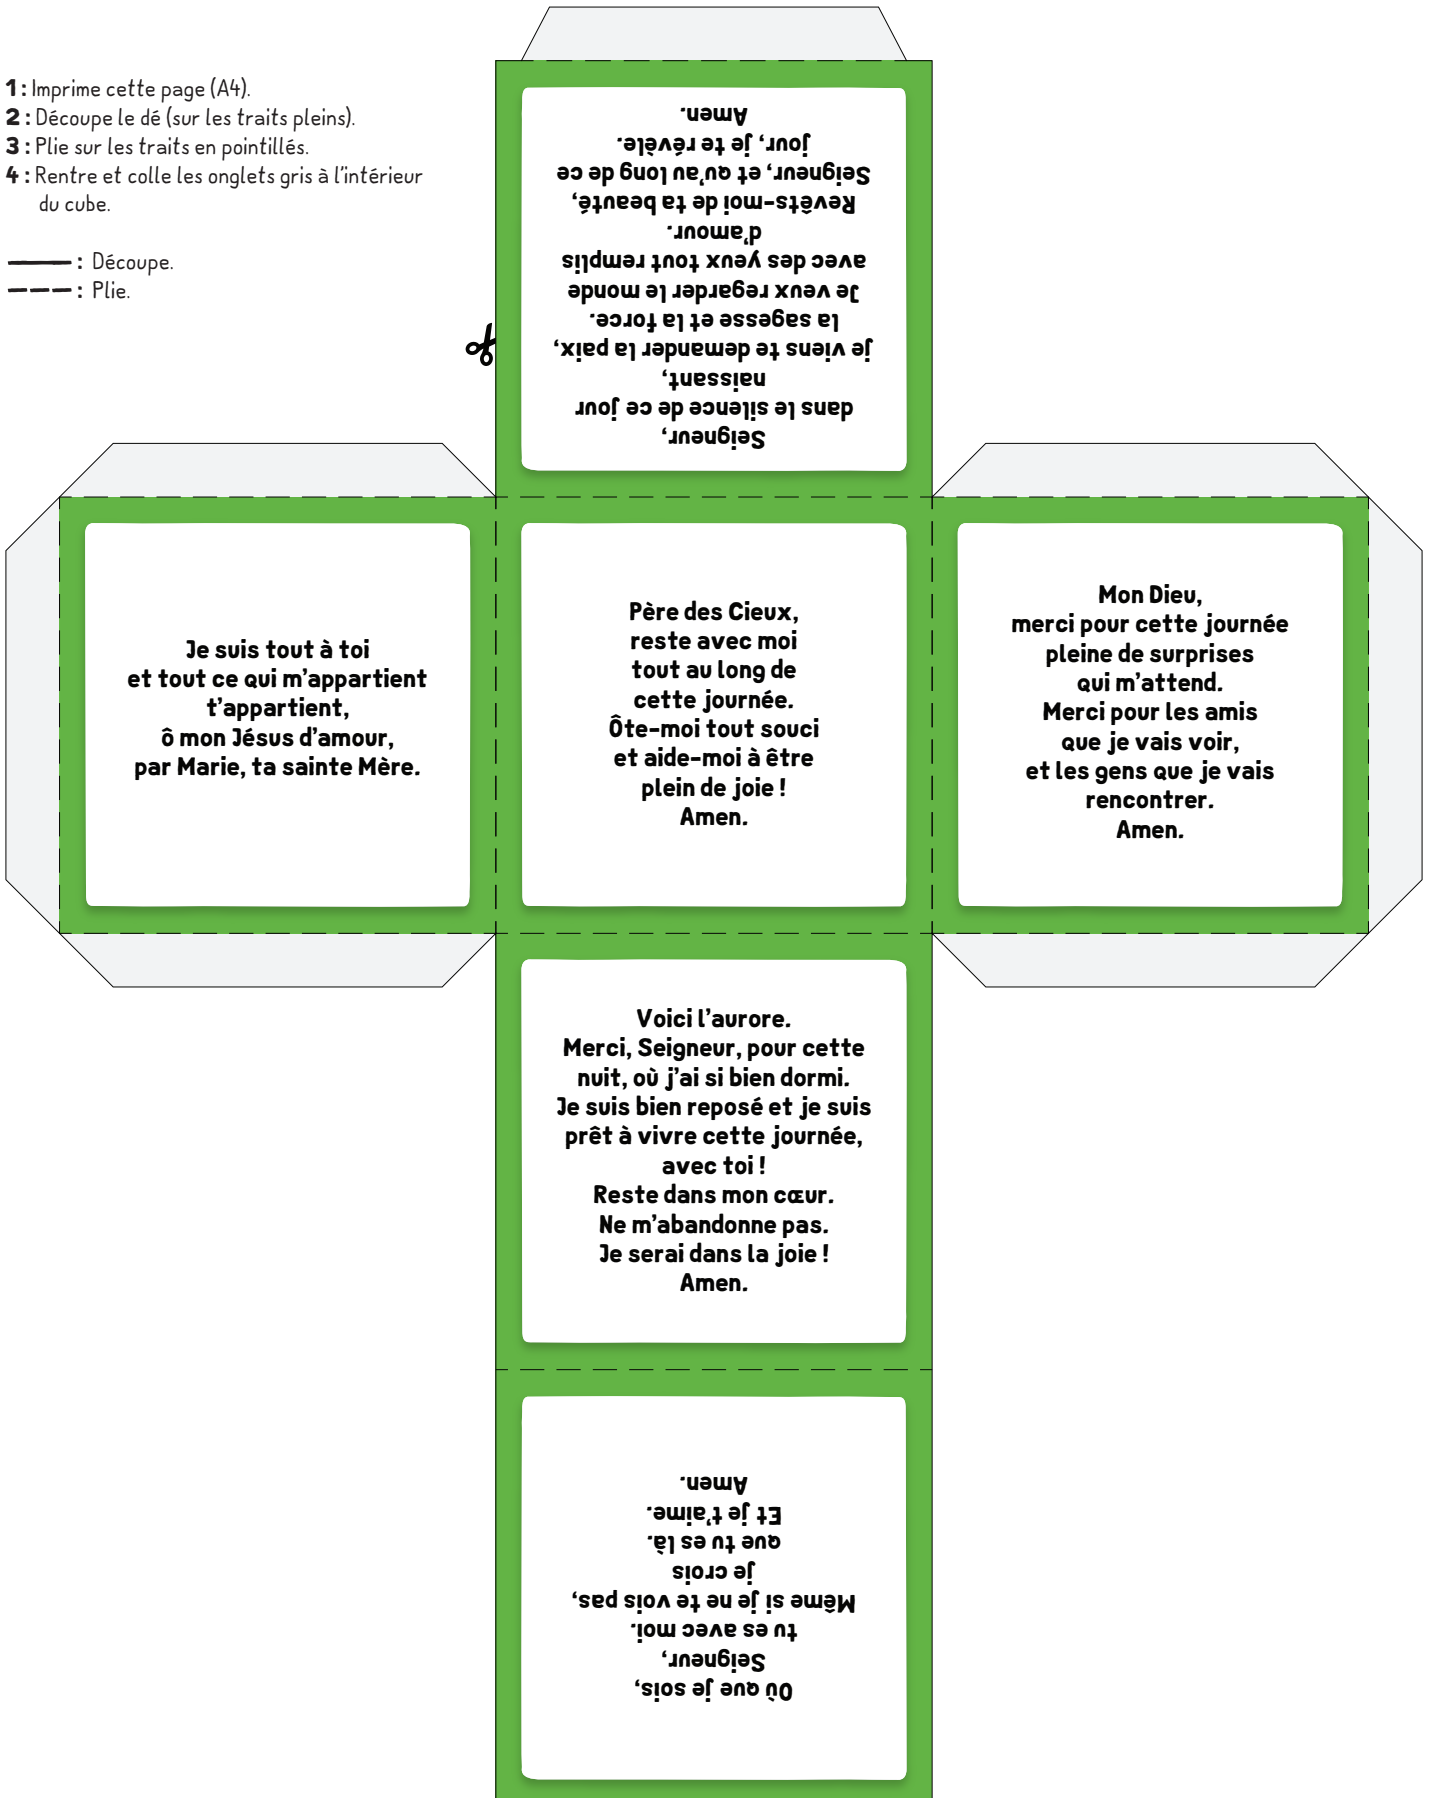 1 : Imprime cette page (A4).
2 : Découpe le dé (sur les traits pleins).
3 : Plie sur les traits en pointillés.
4 : Rentre et colle les onglets gris à l'intérieur
du cube.
: Découpe.
: Plie.
Seigneur,
dans le silence de ce jour
naissant,
je viens te demander la paix,
la sagesse et la force.
Je veux regarder le monde
avec des yeux tout remplis
d'amour.
Revêts-moi de ta beauté,
Seigneur, et qu'au long de ce
jour, je te révèle.
Amen.
Je suis tout à toi
et tout ce qui m'appartient
t'appartient,
ô mon Jésus d'amour,
par Marie, ta sainte Mère.
Père des Cieux,
reste avec moi
tout au long de
cette journée.
Ôte-moi tout souci
et aide-moi à être
plein de joie !
Amen.
Mon Dieu,
merci pour cette journée
pleine de surprises
qui m'attend.
Merci pour les amis
que je vais voir,
et les gens que je vais
rencontrer.
Amen.
Voici l'aurore.
Merci, Seigneur, pour cette
nuit, où j'ai si bien dormi.
Je suis bien reposé et je suis
prêt à vivre cette journée,
avec toi !
Reste dans mon cœur.
Ne m'abandonne pas.
Je serai dans la joie !
Amen.
Où que je sois,
Seigneur,
tu es avec moi.
Même si je ne te vois pas,
je crois
que tu es là.
Et je t'aime.
Amen.